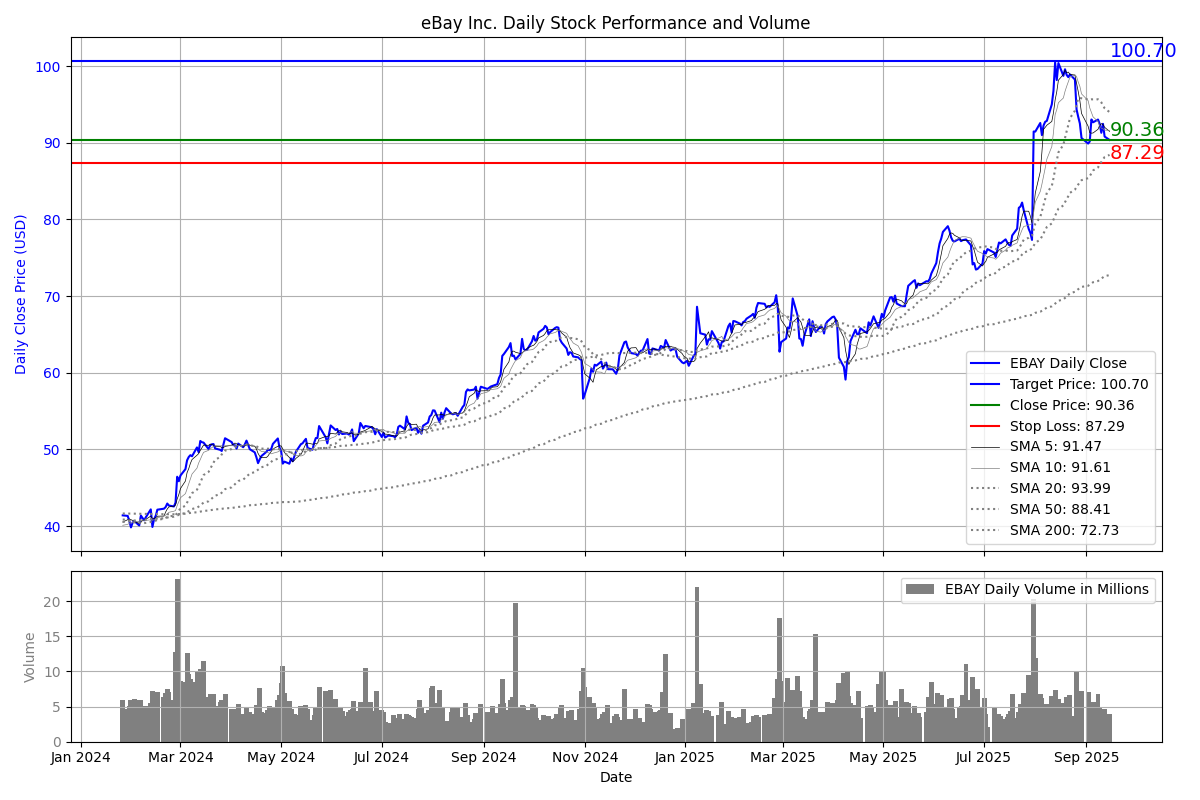 eBay Inc. Daily Stock Performance and Volume
Daily Close Price (USD)
100
90
80
70
60
50
40
100.70
90.36
87.29
EBAY Daily Close
Target Price: 100.70
Close Price: 90.36
Stop Loss: 87.29
SMA 5: 91.47
SMA 10: 91.61
SMA 20: 93.99
SMA 50: 88.41
SMA 200: 72.73
Volume
20
15
10
5
0
EBAY Daily Volume in Millions
Jan 2024 Mar 2024 May 2024 Jul 2024 Sep 2024 Nov 2024 Jan 2025 Mar 2025 May 2025 Jul 2025 Sep 2025
Date